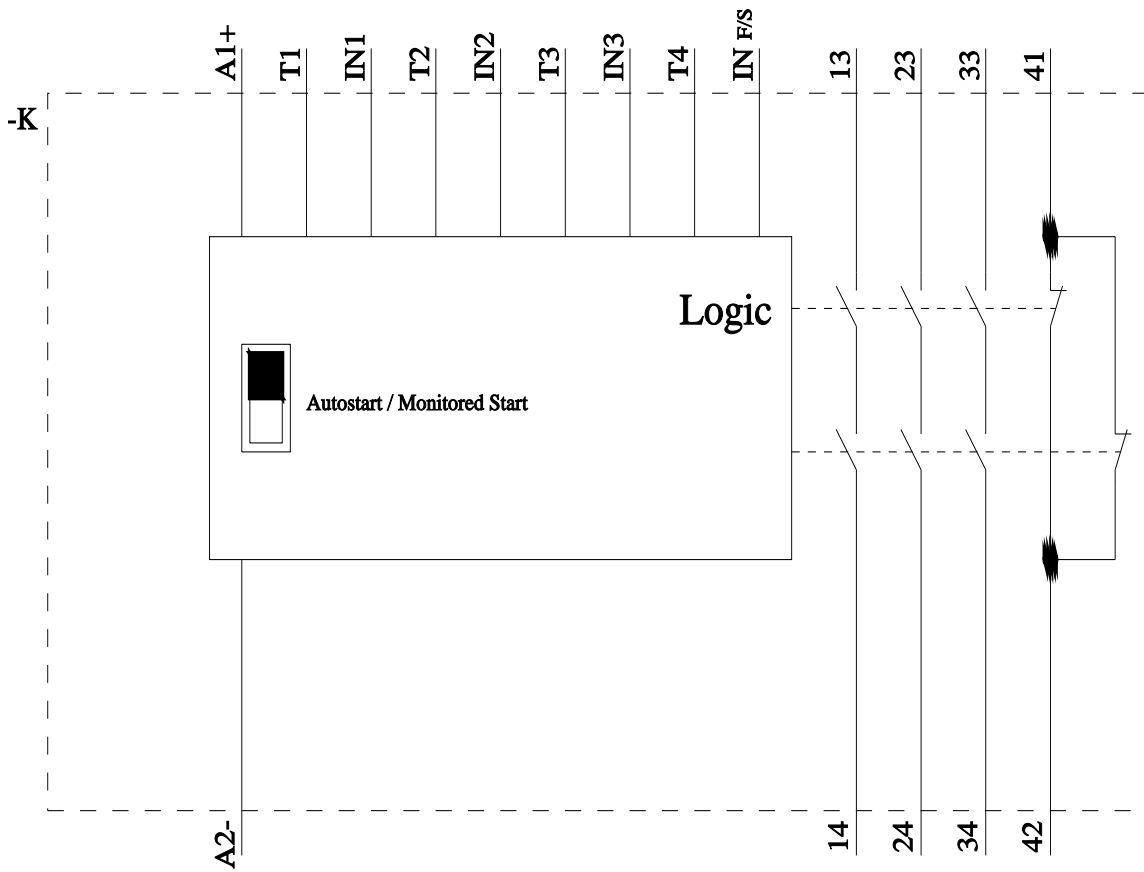 A1+
T1
IN1
T2
IN2
T3
IN3
T4
IN F/S
13
23
33
41
-K
Logic
Autostart / Monitored Start
A2-
14
24
34
42